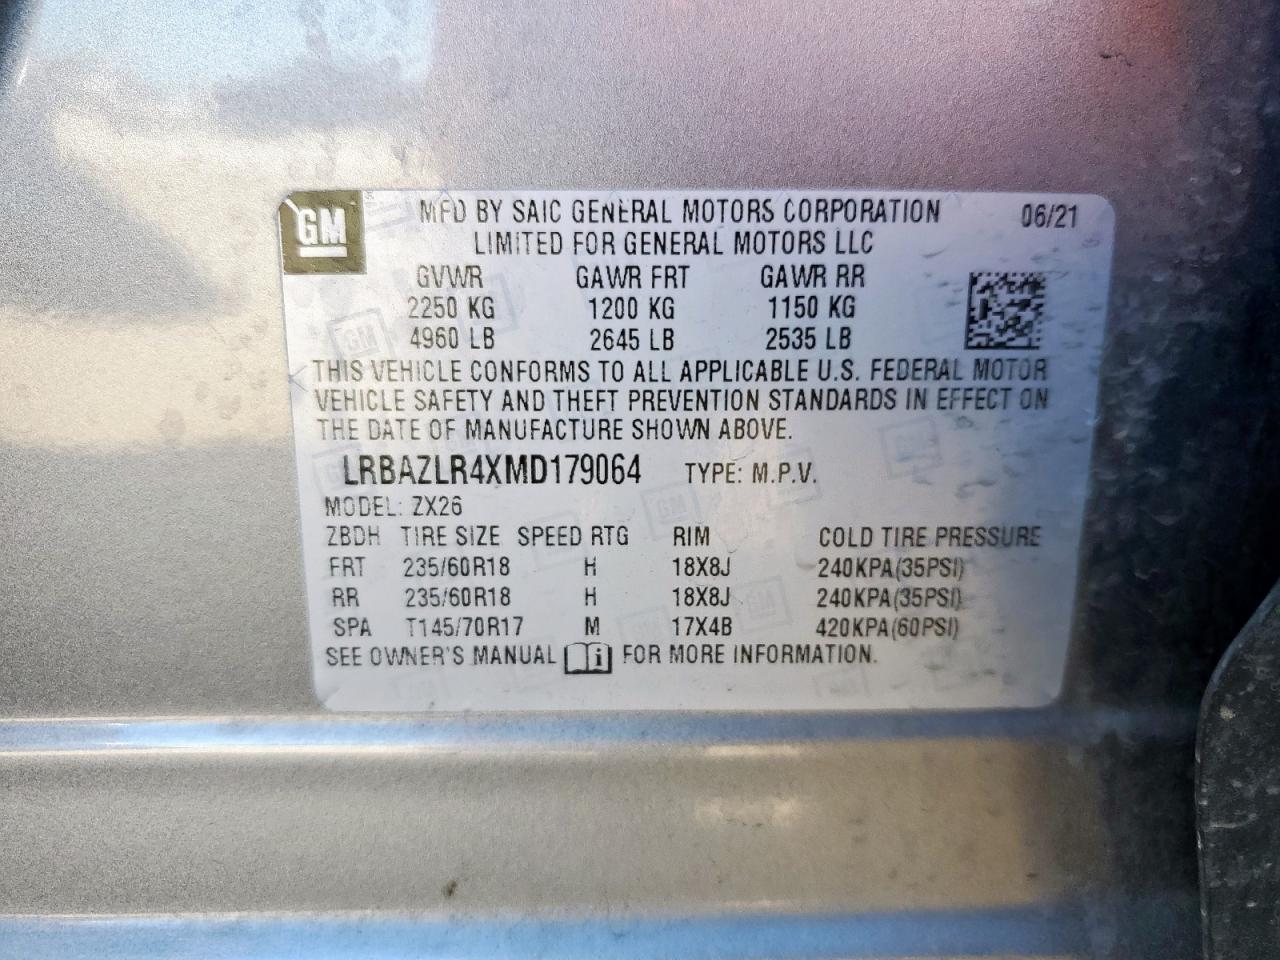 GM
MFD BY SAIC GENERAL MOTORS CORPORATION 06/21
LIMITED FOR GENERAL MOTORS LLC
GVWR GAWR FRT GAWR RR
2250 KG 1200 KG 1150 KG
4960 LB 2645 LB 2535 LB
THIS VEHICLE CONFORMS TO ALL APPLICABLE U.S. FEDERAL MOTOR
VEHICLE SAFETY AND THEFT PREVENTION STANDARDS IN EFFECT ON
THE DATE OF MANUFACTURE SHOWN ABOVE.
LRBAZLR4XMD179064 TYPE: M.P.V.
MODEL: ZX26
ZBDH TIRE SIZE SPEED RTG RIM COLD TIRE PRESSURE
FRT 235/60R18 H 18X8J 240KPA(35PSI)
RR 235/60R18 H 18X8J 240KPA(35PSI)
SPA T145/70R17 M 17X4B 420KPA(60PSI)
SEE OWNER'S MANUAL i FOR MORE INFORMATION.